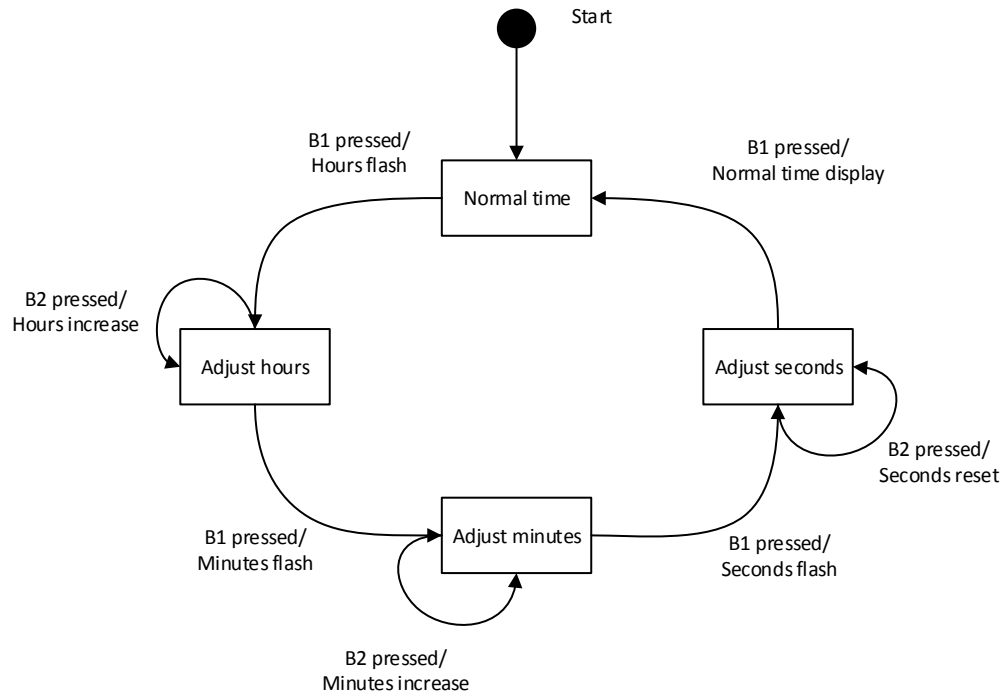 Start
B1 pressed/
Hours flash
B1 pressed/
Normal time display
Normal time
B2 pressed/
Hours increase
Adjust hours
Adjust seconds
B2 pressed/
Seconds reset
B1 pressed/
Minutes flash
Adjust minutes
B1 pressed/
Seconds flash
B2 pressed/
Minutes increase